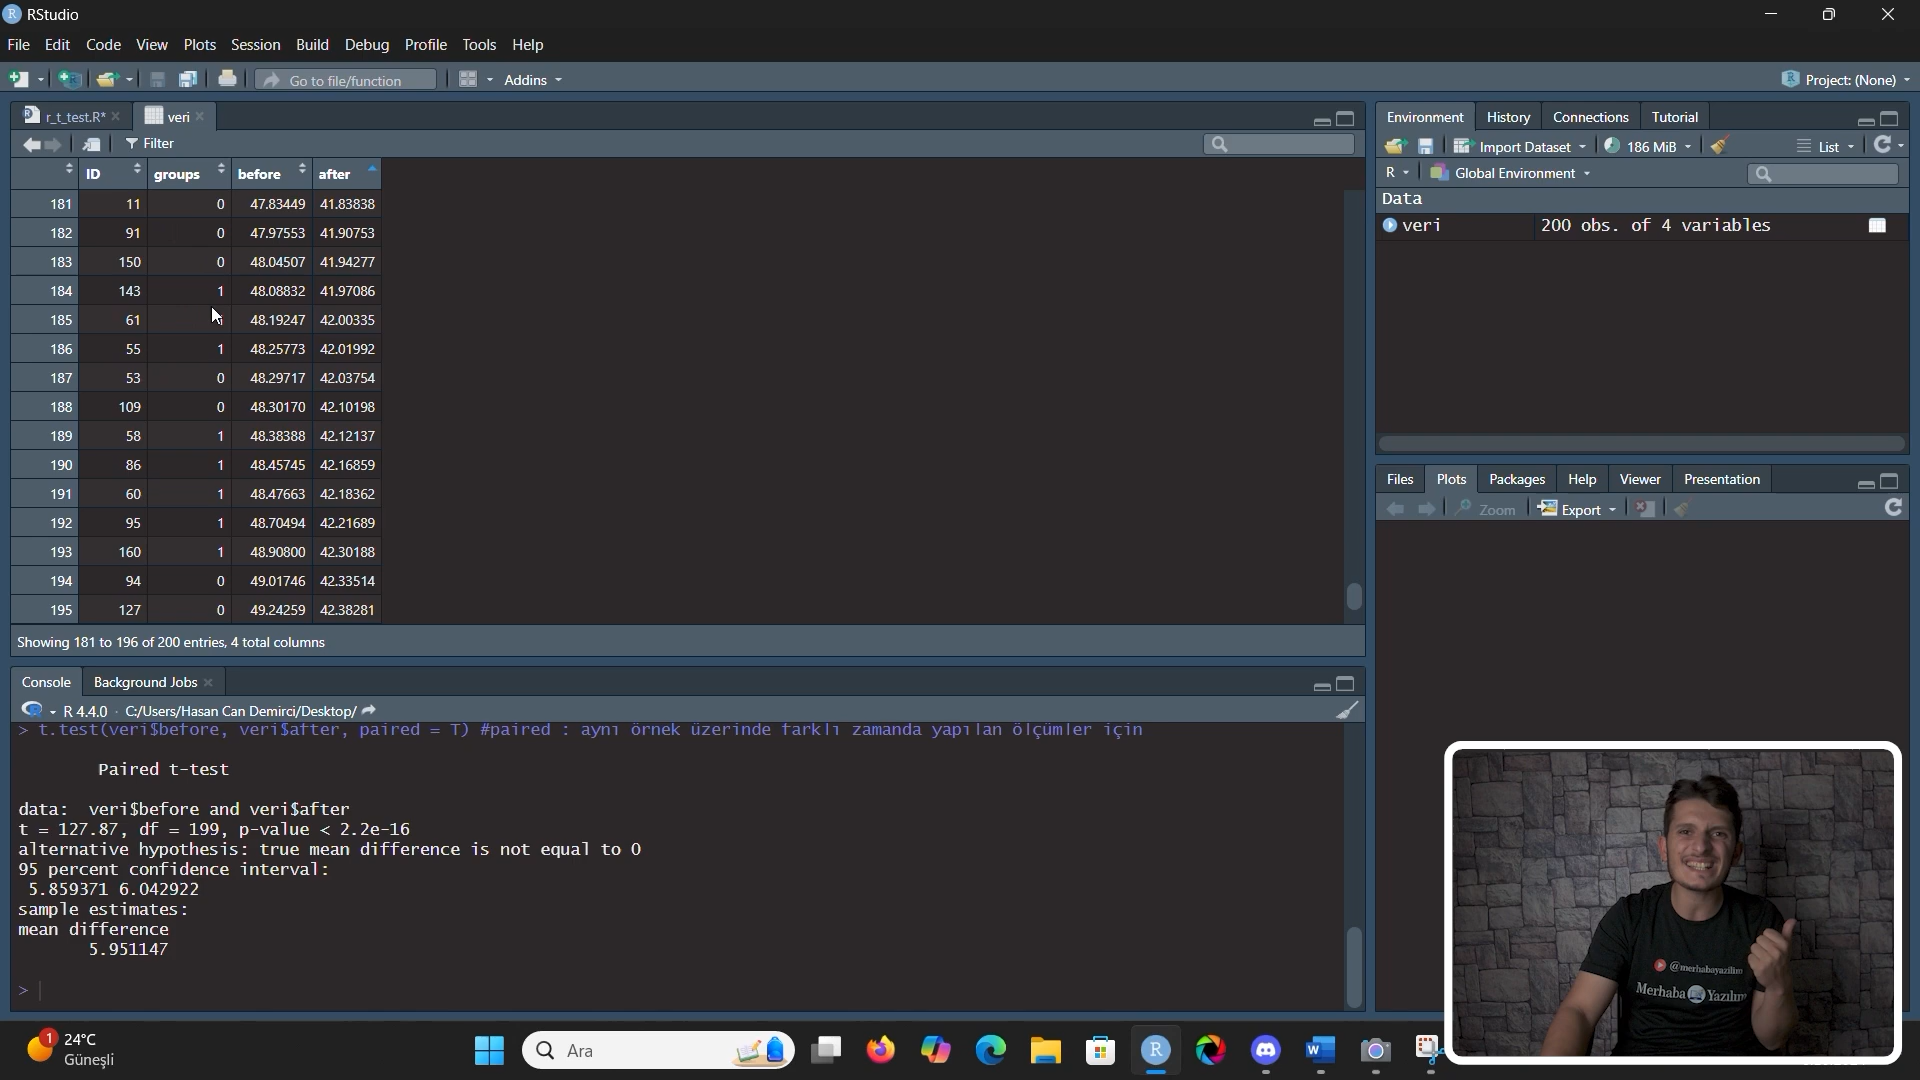 RStudio
File Edit Code View Plots Session Build Debug Profile Tools Help
Go to file/function Addins Project: (None)
r_t_test.R* veri
Filter
ID groups before after
181 11 0 47.83449 41.83838
182 91 0 47.97553 41.90753
183 150 0 48.04507 41.94277
184 143 1 48.08832 41.97086
185 61 48.19247 42.00335
186 55 1 48.25773 42.01992
187 53 0 48.29717 42.03754
188 109 0 48.30170 42.10198
189 58 1 48.38388 42.12137
190 86 1 48.45745 42.16859
191 60 1 48.47663 42.18362
192 95 1 48.70494 42.21689
193 160 1 48.90800 42.30188
194 94 0 49.01746 42.33514
195 127 0 49.24259 42.38281
Showing 181 to 196 of 200 entries, 4 total columns
Console Background Jobs
R 4.4.0 · C:/Users/Hasan Can Demirci/Desktop/
> t.test(veri$before, veri$after, paired = T) #paired : aynı örnek üzerinde farklı zamanda yapılan ölçümler için
Paired t-test
data: veri$before and veri$after
t = 127.87, df = 199, p-value < 2.2e-16
alternative hypothesis: true mean difference is not equal to 0
95 percent confidence interval:
5.859371 6.042922
sample estimates:
mean difference
5.951147
>
Environment History Connections Tutorial
Import Dataset 186 MiB List
R Global Environment
Data
veri 200 obs. of 4 variables
Files Plots Packages Help Viewer Presentation
Zoom Export
@merhabayazilim
Merhaba Yazılım
1 24°C
Güneşli
Ara